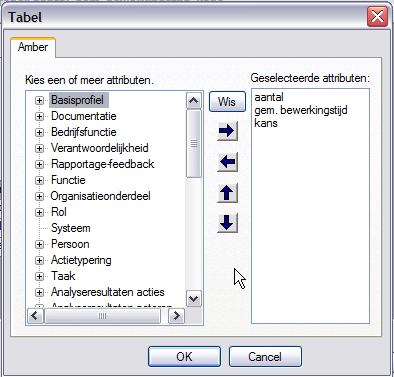 Tabel
Amber
Kies een of meer attributen.
Geselecteerde attributen:
Basisprofiel
Documentatie
Bedrijfsfunctie
Verantwoordelijkheid
Rapportage-feedback
Functie
Organisatieonderdeel
Rol
Systeem
Persoon
Actietypering
Taak
Analyseresultaten acties
Wis
aantal
gem. bewerkingstijd
kans
OK
Cancel